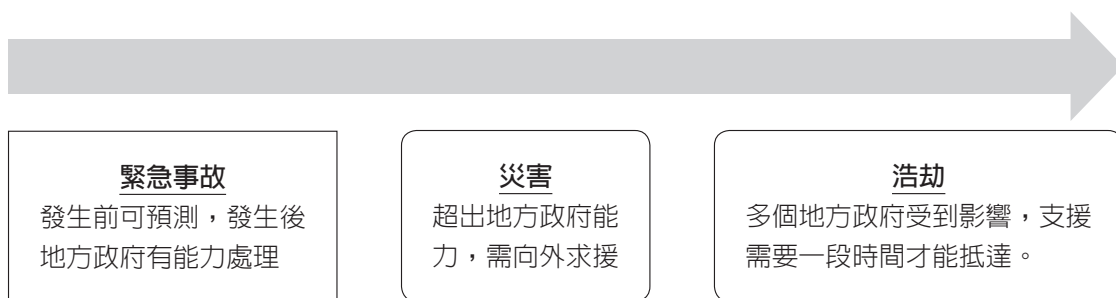 緊急事故
發生前可預測，發生後
地方政府有能力處理
災害
超出地方政府能
力，需向外求援
浩劫
多個地方政府受到影響，支援
需要一段時間才能抵達。